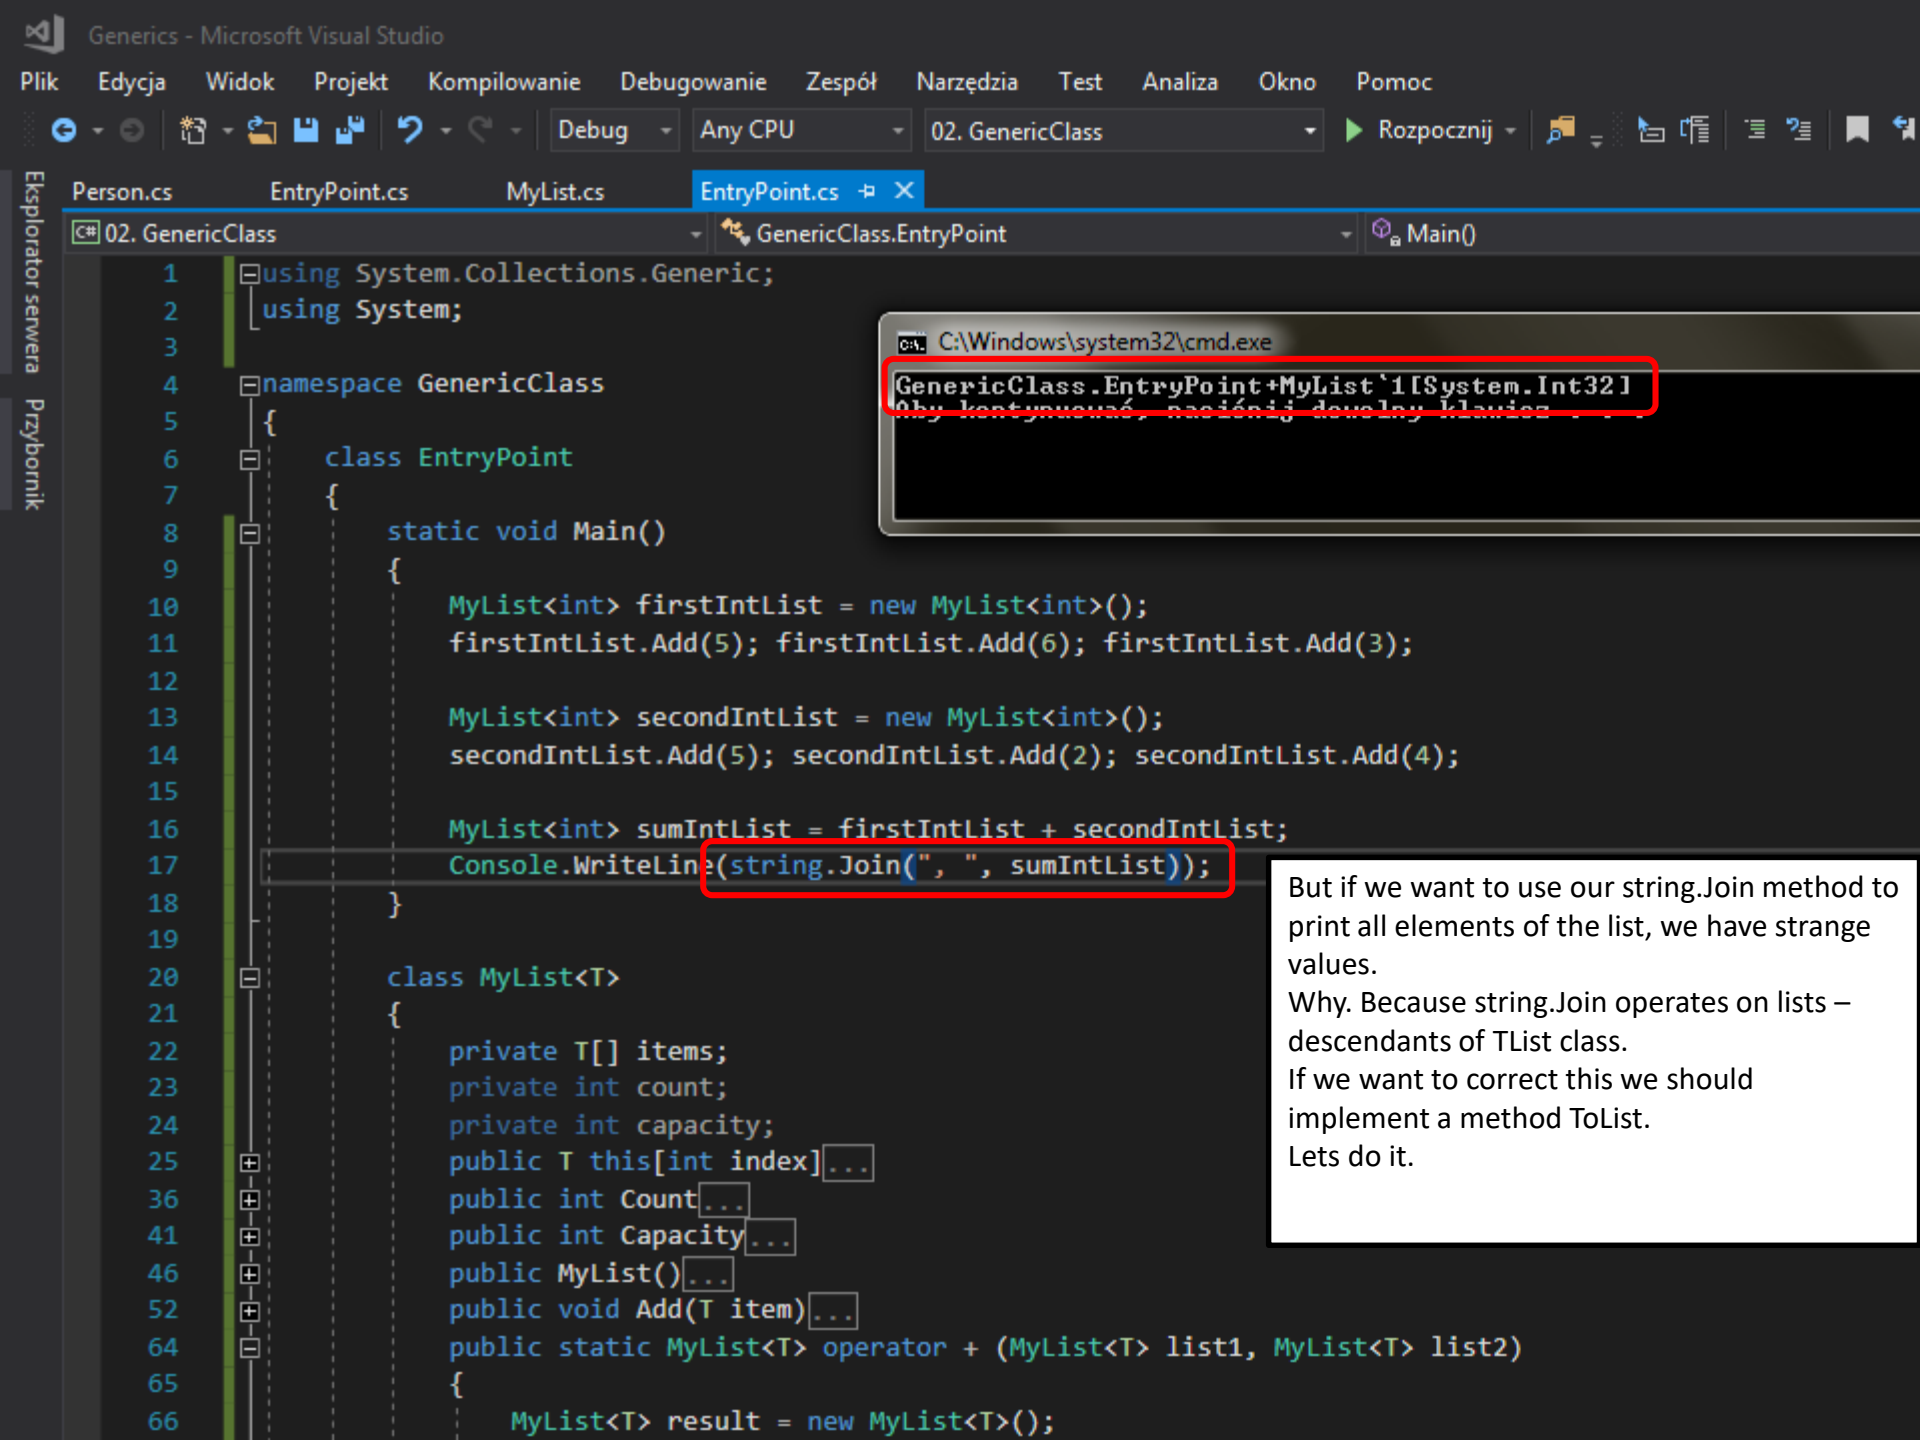 Generics - Microsoft Visual Studio
Plik Edycja Widok Projekt Kompilowanie Debugowanie Zespół Narzędzia Test Analiza Okno Pomoc
Debug Any CPU 02. GenericClass Rozpocznij
Eksplorator serwera
Przybornik
Person.cs EntryPoint.cs MyList.cs EntryPoint.cs
C# 02. GenericClass GenericClass.EntryPoint Main()
1 using System.Collections.Generic;
2 using System;
3
4 namespace GenericClass
5 {
6 class EntryPoint
7 {
8 static void Main()
9 {
10 MyList<int> firstIntList = new MyList<int>();
11 firstIntList.Add(5); firstIntList.Add(6); firstIntList.Add(3);
12
13 MyList<int> secondIntList = new MyList<int>();
14 secondIntList.Add(5); secondIntList.Add(2); secondIntList.Add(4);
15
16 MyList<int> sumIntList = firstIntList + secondIntList;
17 Console.WriteLine(string.Join(", ", sumIntList));
18 }
19
20 class MyList<T>
21 {
22 private T[] items;
23 private int count;
24 private int capacity;
25 public T this[int index]...
36 public int Count...
41 public int Capacity...
46 public MyList()...
52 public void Add(T item)...
64 public static MyList<T> operator + (MyList<T> list1, MyList<T> list2)
65 {
66 MyList<T> result = new MyList<T>();
C:\Windows\system32\cmd.exe
GenericClass.EntryPoint+MyList`1[System.Int32]
Aby kontynuować, naciśnij dowolny klawisz . . .
But if we want to use our string.Join method to
print all elements of the list, we have strange
values.
Why. Because string.Join operates on lists –
descendants of TList class.
If we want to correct this we should
implement a method ToList.
Lets do it.